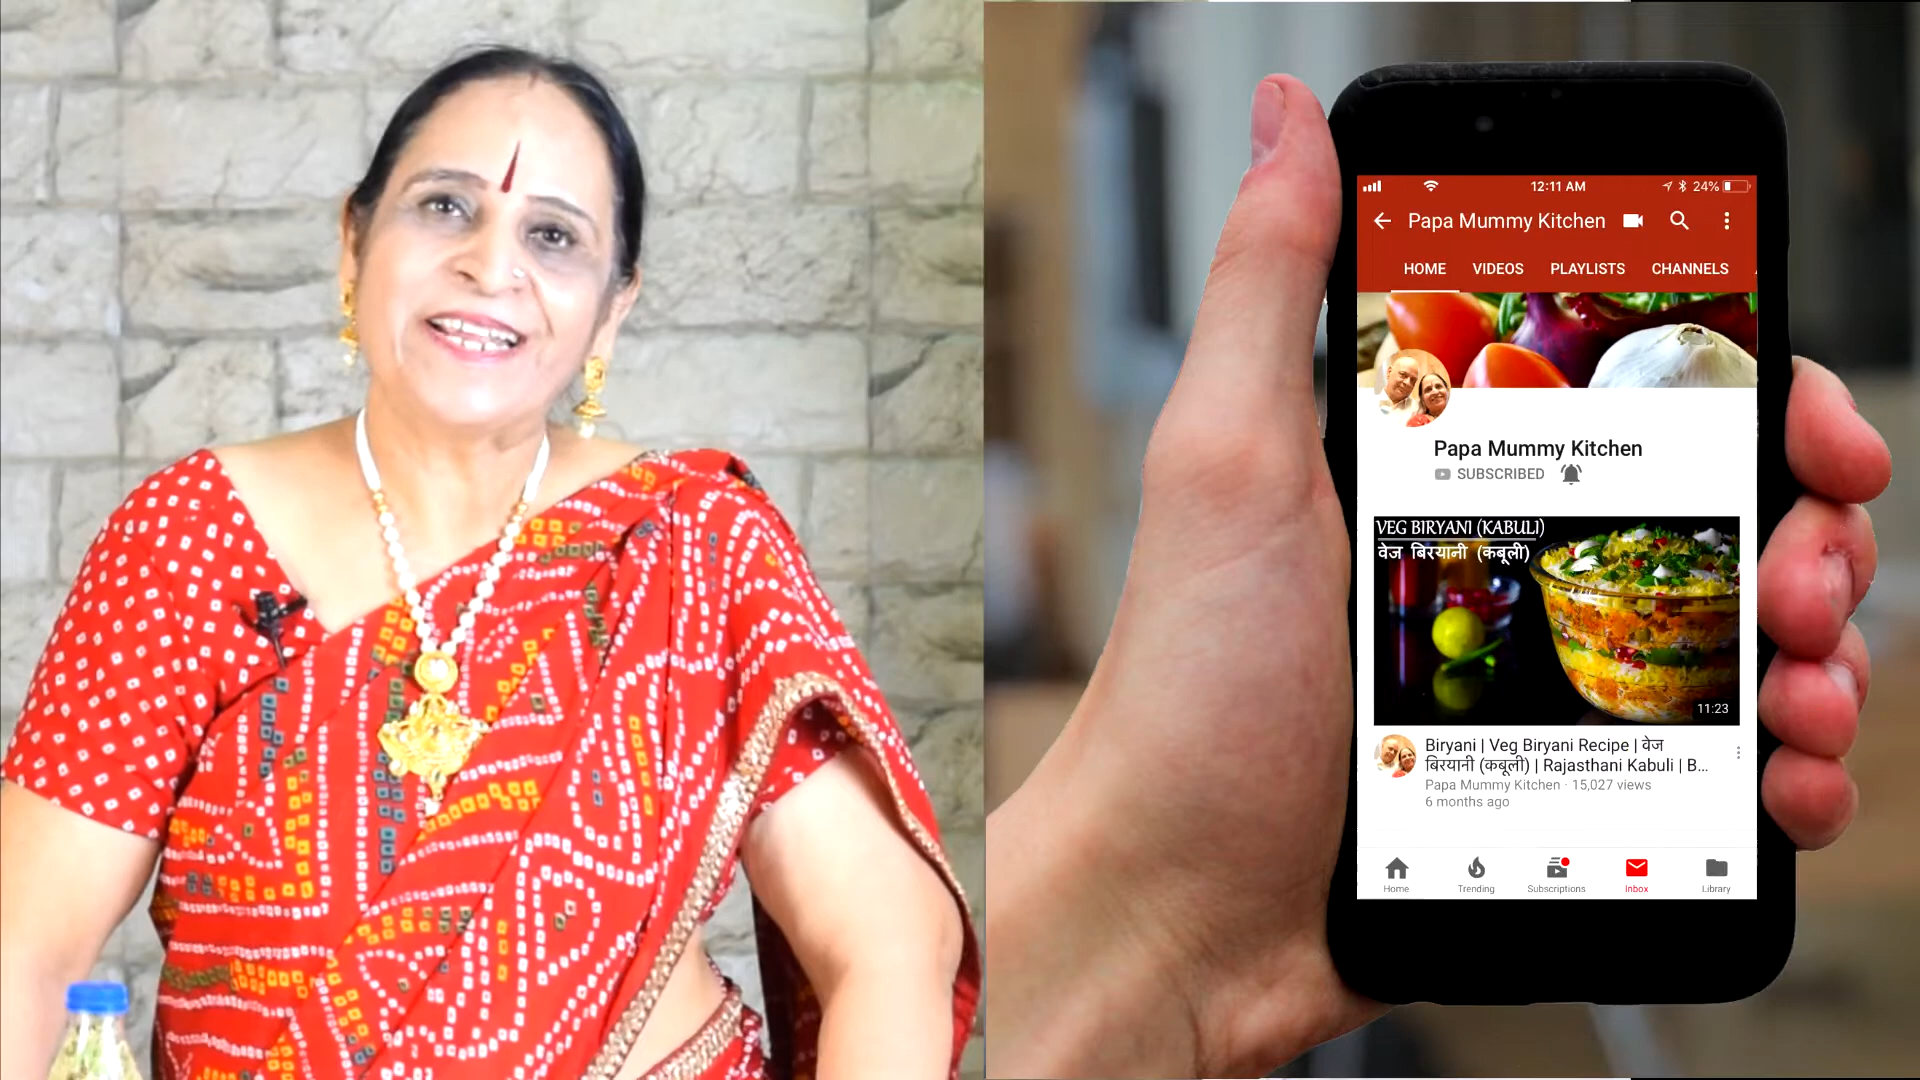 12:11 AM
24%
Papa Mummy Kitchen
HOME VIDEOS PLAYLISTS CHANNELS
Papa Mummy Kitchen
SUBSCRIBED
VEG BIRYANI (KABULI)
वेज बिरयानी (कबूली)
11:23
Biryani | Veg Biryani Recipe | वेज
बिरयानी (कबूली) | Rajasthani Kabuli | B...
Papa Mummy Kitchen · 15,027 views
6 months ago
Home Trending Subscriptions Inbox Library